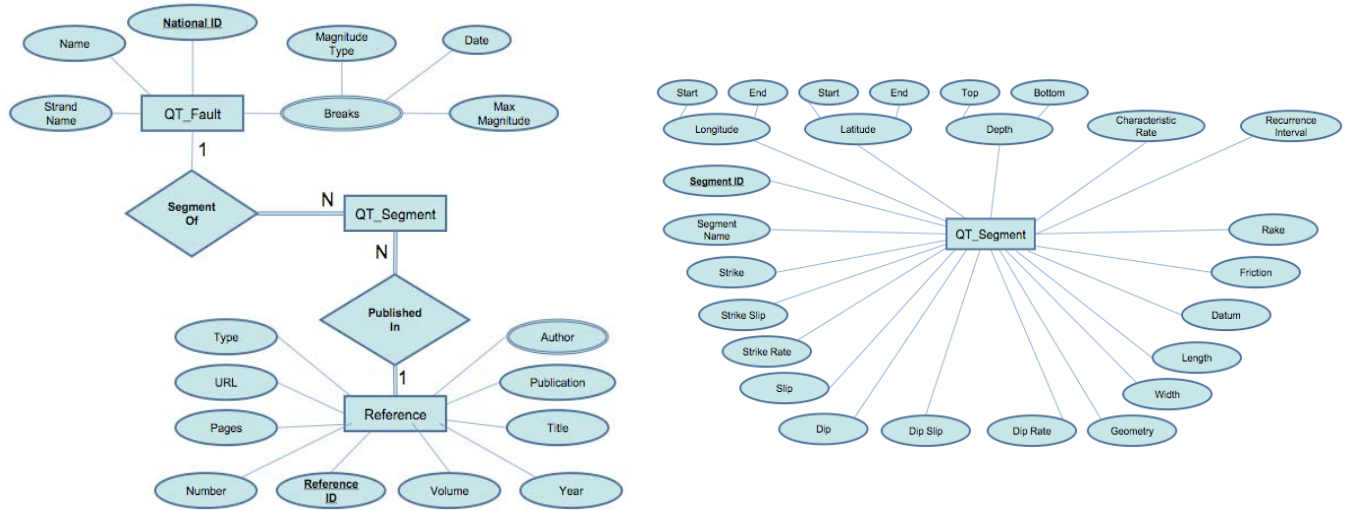 National ID
Name
Magnitude
Type
Date
Strand
Name
QT_Fault
Breaks
Max
Magnitude
1
Segment
Of
N
QT_Segment
N
Published
In
Type
Author
URL
1
Publication
Reference
Pages
Title
Number
Reference
ID
Volume
Year
Start
End
Start
End
Top
Bottom
Longitude
Latitude
Depth
Characteristic
Rate
Recurrence
Interval
Segment ID
Segment
Name
QT_Segment
Rake
Strike
Friction
Strike Slip
Datum
Strike Rate
Length
Slip
Width
Dip
Dip Slip
Dip Rate
Geometry